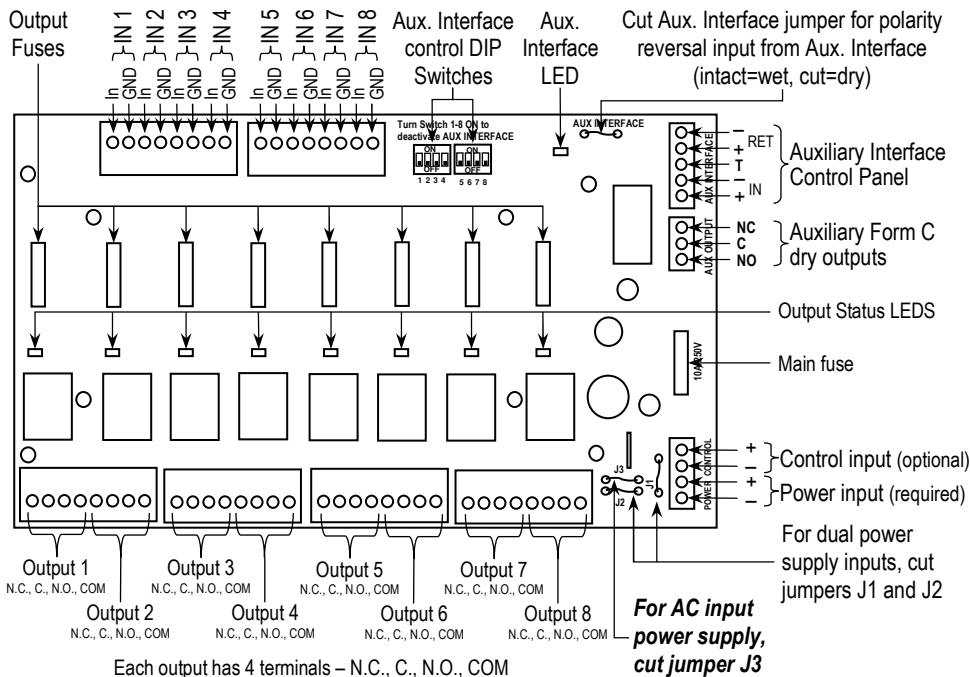 Output
Fuses
IN 1
IN 2
IN 3
IN 4
IN 5
IN 6
IN 7
IN 8
In
GND
In
GND
In
GND
In
GND
In
GND
In
GND
In
GND
In
GND
Aux. Interface
control DIP
Switches
Aux.
Interface
LED
Cut Aux. Interface jumper for polarity
reversal input from Aux. Interface
(intact=wet, cut=dry)
Turn Switch 1-8 ON to
deactivate AUX INTERFACE
ON
OFF
1 2 3 4
ON
OFF
5 6 7 8
AUX INTERFACE
AUX INTERFACE
– RET
+
T
– IN
+
Auxiliary Interface
Control Panel
AUX OUTPUT
NC
C
NO
Auxiliary Form C
dry outputs
Output Status LEDS
10A/250V
Main fuse
POWER CONTROL
+
–
Control input (optional)
+
–
Power input (required)
J3
J2
J1
For dual power
supply inputs, cut
jumpers J1 and J2
For AC input
power supply,
cut jumper J3
Output 1
N.C., C., N.O., COM
Output 2
N.C., C., N.O., COM
Output 3
N.C., C., N.O., COM
Output 4
N.C., C., N.O., COM
Output 5
N.C., C., N.O., COM
Output 6
N.C., C., N.O., COM
Output 7
N.C., C., N.O., COM
Output 8
N.C., C., N.O., COM
Each output has 4 terminals – N.C., C., N.O., COM